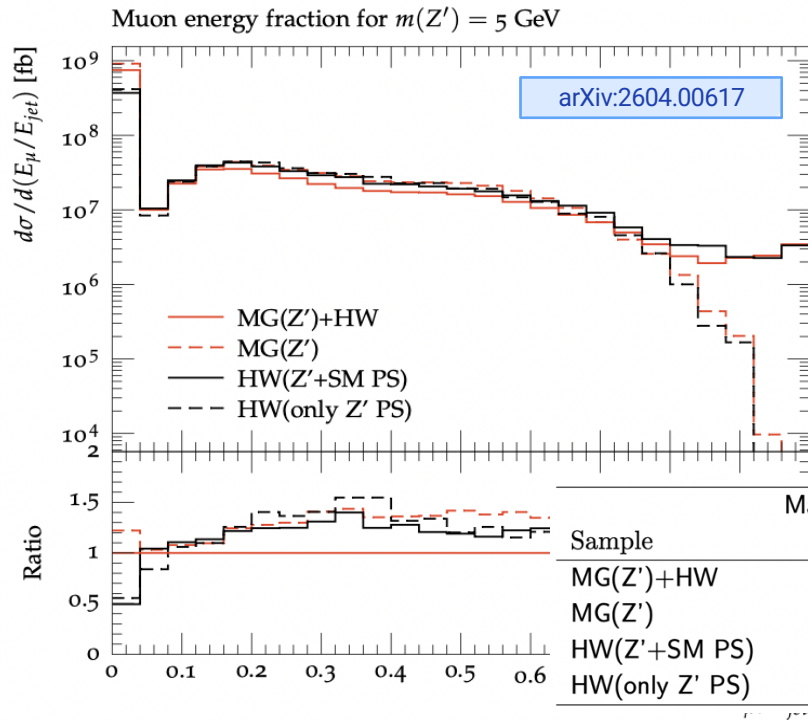 Muon energy fraction for m(Z′) = 5 GeV
dσ/d(E_μ/E_jet) [fb]
arXiv:2604.00617
10⁹
10⁸
10⁷
10⁶
10⁵
10⁴
MG(Z′)+HW
MG(Z′)
HW(Z′+SM PS)
HW(only Z′ PS)
Ratio
2
1.5
1
0.5
0
0 0.1 0.2 0.3 0.4 0.5 0.6
Sample
MG(Z')+HW
MG(Z')
HW(Z'+SM PS)
HW(only Z' PS)